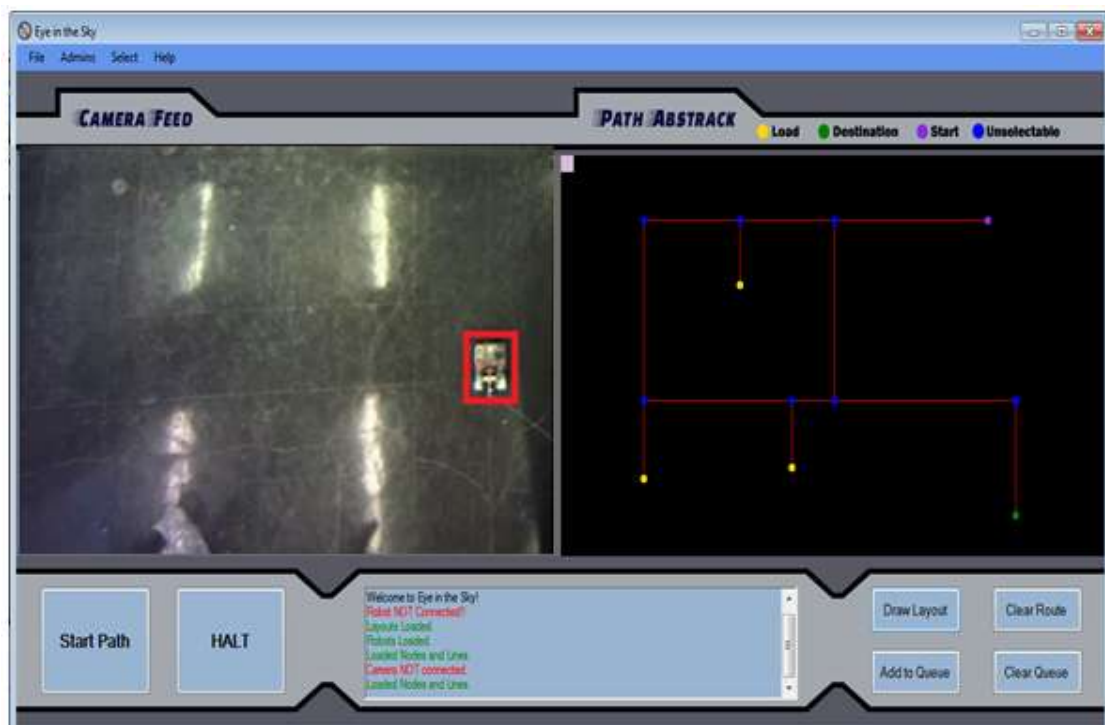 Eye in the Sky
File Admins Select Help
CAMERA FEED
PATH ABSTRACK
Load Destination Start Unselectable
Welcome to Eye in the Sky!
Robot NOT Connected!!
Layouts Loaded.
Robots Loaded.
Loaded Nodes and Lines
Camera NOT connected.
Loaded Nodes and Lines
Start Path
HALT
Draw Layout
Clear Route
Add to Queue
Clear Queue